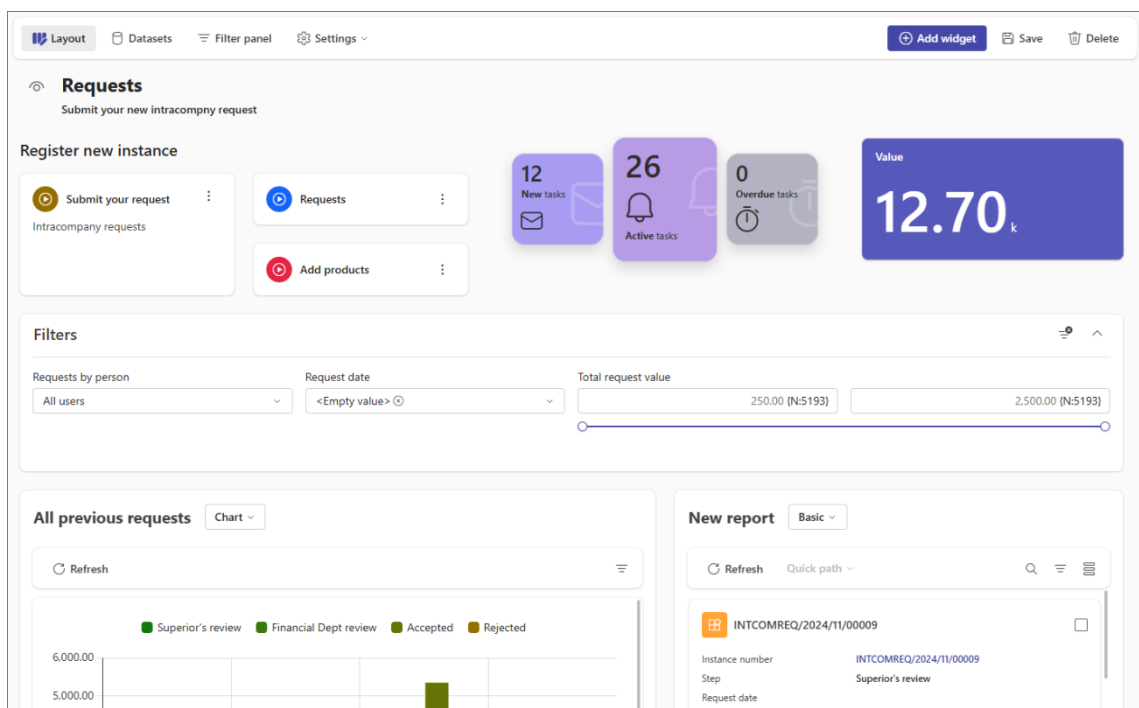 Layout Datasets Filter panel Settings Add widget Save Delete
Requests
Submit your new intracompny request
Register new instance
Submit your request
Intracompany requests
Requests
Add products
12
New tasks
26
Active tasks
0
Overdue tasks
Value
12.70 k
Filters
Requests by person
All users
Request date
<Empty value>
Total request value
250.00 {N:5193}
2,500.00 {N:5193}
All previous requests Chart
Refresh
Superior's review Financial Dept review Accepted Rejected
6,000.00
5,000.00
New report Basic
Refresh Quick path
INTCOMREQ/2024/11/00009
Instance number INTCOMREQ/2024/11/00009
Step Superior's review
Request date